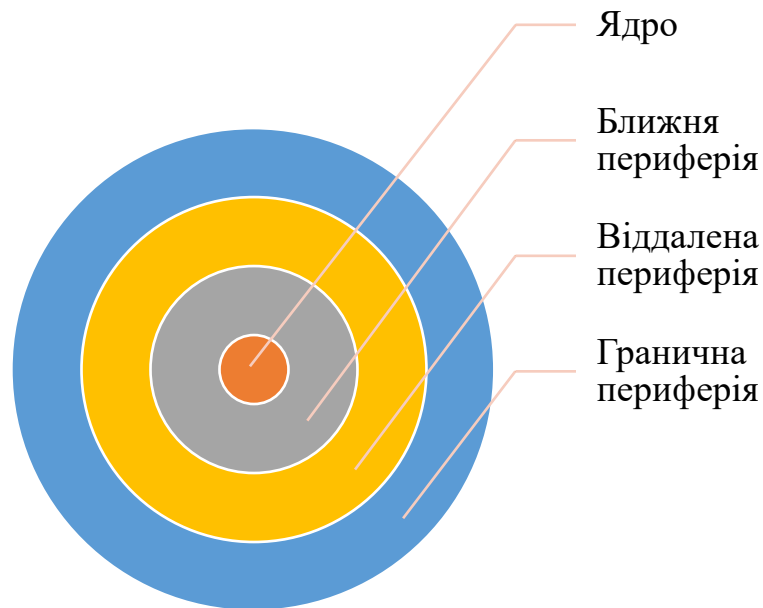 Ядро
Ближня
периферія
Віддалена
периферія
Гранична
периферія